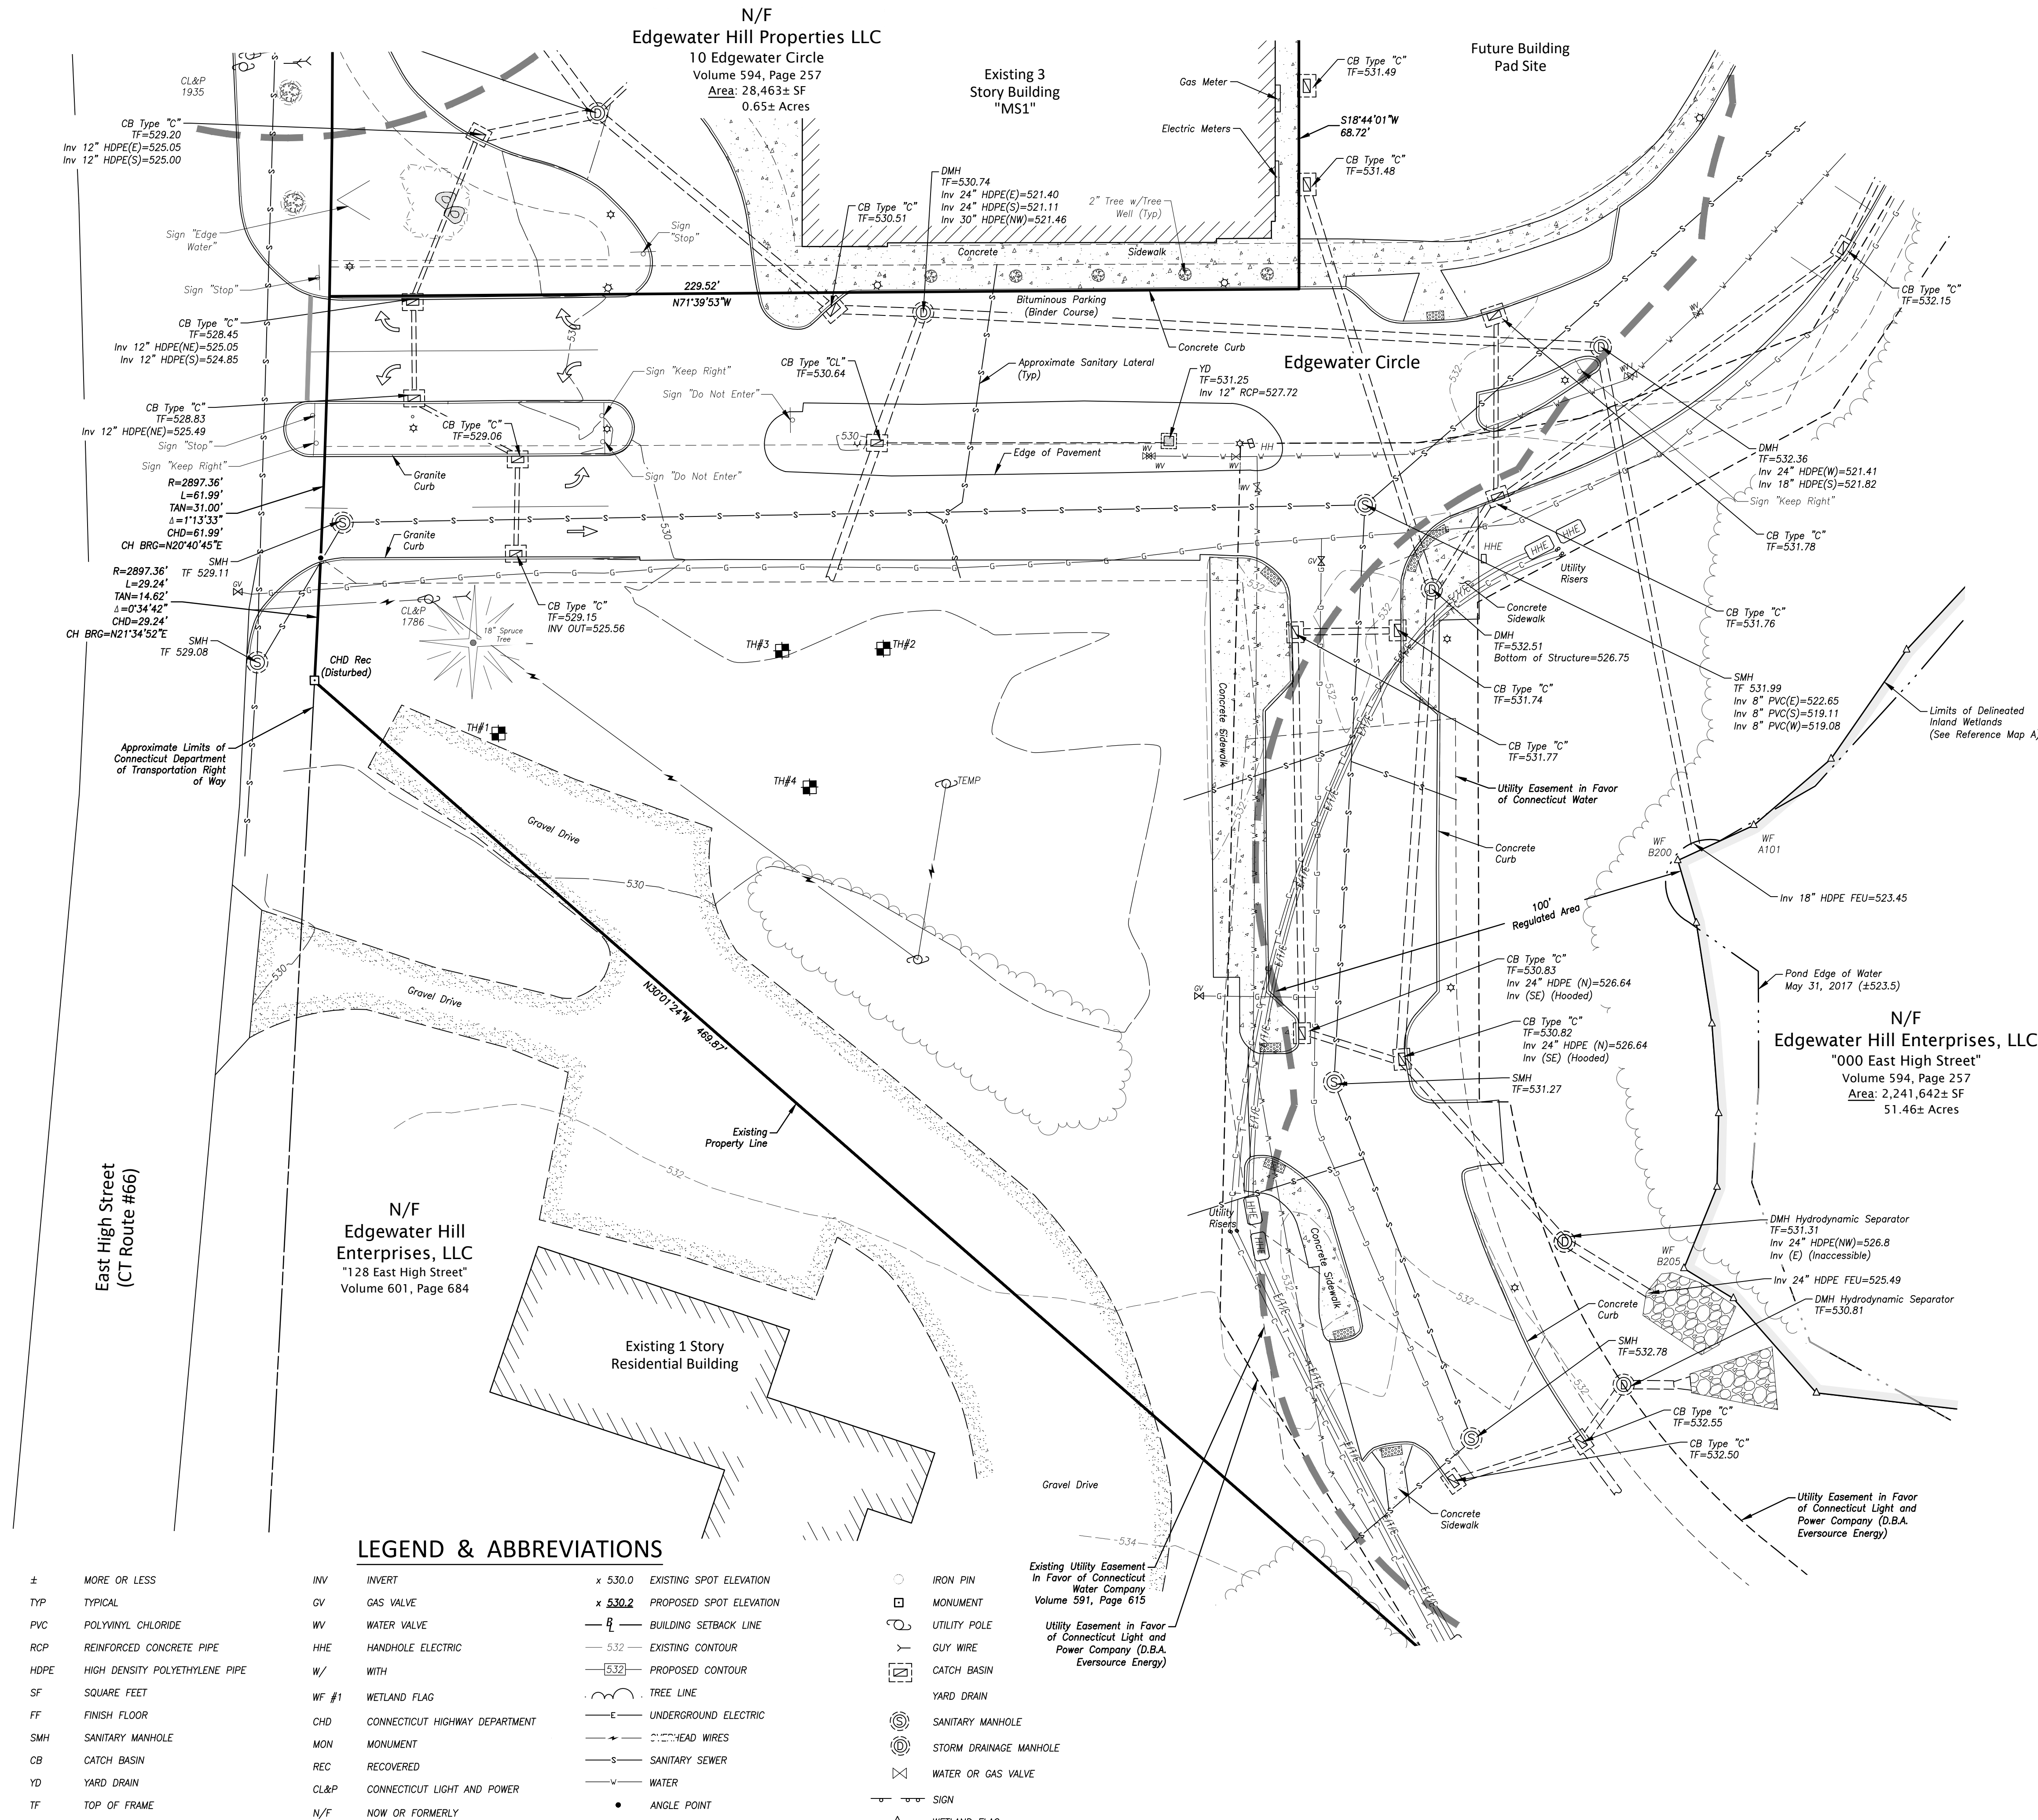 N/F
Edgewater Hill Properties LLC
10 Edgewater Circle
Volume 594, Page 257
Area: 28,463± SF
0.65± Acres
Existing 3
Story Building
"MS1"
Future Building
Pad Site
CL&P
1935
CB Type "C"
TF=529.20
Inv 12" HDPE(E)=525.05
Inv 12" HDPE(S)=525.00
Gas Meter
Electric Meters
CB Type "C"
TF=531.49
S18°44'01"W
68.72'
CB Type "C"
TF=531.48
DMH
TF=530.74
Inv 24" HDPE(E)=521.40
Inv 24" HDPE(S)=521.11
Inv 30" HDPE(NW)=521.46
CB Type "C"
TF=530.51
2" Tree w/Tree
Well (Typ)
Sign "Edge
Water"
Sign
"Stop"
Concrete
Sidewalk
Sign "Stop"
229.52'
N71°39'53"W
Bituminous Parking
(Binder Course)
CB Type "C"
TF=532.15
CB Type "C"
TF=528.45
Inv 12" HDPE(NE)=525.05
Inv 12" HDPE(S)=524.85
530
CB Type "CL"
TF=530.64
Approximate Sanitary Lateral
(Typ)
Concrete Curb
Edgewater Circle
532
WV
WV
YD
TF=531.25
Inv 12" RCP=527.72
Sign "Keep Right"
Sign "Do Not Enter"
CB Type "C"
TF=528.83
Inv 12" HDPE(NE)=525.49
Sign "Stop"
Sign "Keep Right"
CB Type "C"
TF=529.06
Granite
Curb
Sign "Do Not Enter"
530
Edge of Pavement
HH
WV
WV
WV
WV
DMH
TF=532.36
Inv 24" HDPE(W)=521.41
Inv 18" HDPE(S)=521.82
Sign "Keep Right"
CB Type "C"
TF=531.78
R=2897.36'
L=61.99'
TAN=31.00'
Δ=1°13'33"
CHD=61.99'
CH BRG=N20°40'45"E
SMH
TF 529.11
Granite
Curb
530
R=2897.36'
L=29.24'
TAN=14.62'
Δ=0°34'42"
CHD=29.24'
CH BRG=N21°34'52"E
SMH
TF 529.08
GV
CL&P
1786
18" Spruce
Tree
CB Type "C"
TF=529.15
INV OUT=525.56
GV
532
HHE
HHE
HHE
Utility
Risers
Concrete
Sidewalk
DMH
TF=532.51
Bottom of Structure=526.75
CB Type "C"
TF=531.76
CHD Rec
(Disturbed)
TH#3
TH#2
TH#1
TH#4
TEMP
532
532
Concrete Sidewalk
CB Type "C"
TF=531.74
CB Type "C"
TF=531.77
SMH
TF 531.99
Inv 8" PVC(E)=522.65
Inv 8" PVC(S)=519.11
Inv 8" PVC(W)=519.08
Limits of Delineated
Inland Wetlands
(See Reference Map A,
Approximate Limits of
Connecticut Department
of Transportation Right
of Way
Utility Easement in Favor
of Connecticut Water
Gravel Drive
532
Concrete
Curb
WF
B200
WF
A101
530
530
Gravel Drive
100'
Regulated Area
Inv 18" HDPE FEU=523.45
N30°01'24"W 469.87'
GV
CB Type "C"
TF=530.83
Inv 24" HDPE (N)=526.64
Inv (SE) (Hooded)
CB Type "C"
TF=530.82
Inv 24" HDPE (N)=526.64
Inv (SE) (Hooded)
SMH
TF=531.27
Pond Edge of Water
May 31, 2017 (±523.5)
N/F
Edgewater Hill Enterprises, LLC
"000 East High Street"
Volume 594, Page 257
Area: 2,241,642± SF
51.46± Acres
Existing
Property Line
532
East High Street
(CT Route #66)
N/F
Edgewater Hill
Enterprises, LLC
"128 East High Street"
Volume 601, Page 684
Existing 1 Story
Residential Building
Utility
Risers
HHE
HHE
Concrete Sidewalk
532
532
WF
B205
DMH Hydrodynamic Separator
TF=531.31
Inv 24" HDPE(NW)=526.8
Inv (E) (Inaccessible)
Inv 24" HDPE FEU=525.49
DMH Hydrodynamic Separator
TF=530.81
Concrete
Curb
SMH
TF=532.78
532
CB Type "C"
TF=532.55
CB Type "C"
TF=532.50
Gravel Drive
534
Concrete
Sidewalk
Utility Easement in Favor
of Connecticut Light and
Power Company (D.B.A.
Eversource Energy)
Existing Utility Easement
In Favor of Connecticut
Water Company
Volume 591, Page 615
Utility Easement in Favor
of Connecticut Light and
Power Company (D.B.A.
Eversource Energy)
LEGEND & ABBREVIATIONS
± MORE OR LESS
TYP TYPICAL
PVC POLYVINYL CHLORIDE
RCP REINFORCED CONCRETE PIPE
HDPE HIGH DENSITY POLYETHYLENE PIPE
SF SQUARE FEET
FF FINISH FLOOR
SMH SANITARY MANHOLE
CB CATCH BASIN
YD YARD DRAIN
TF TOP OF FRAME
INV INVERT
GV GAS VALVE
WV WATER VALVE
HHE HANDHOLE ELECTRIC
W/ WITH
WF #1 WETLAND FLAG
CHD CONNECTICUT HIGHWAY DEPARTMENT
MON MONUMENT
REC RECOVERED
CL&P CONNECTICUT LIGHT AND POWER
N/F NOW OR FORMERLY
x 530.0 EXISTING SPOT ELEVATION
x 530.2 PROPOSED SPOT ELEVATION
BL BUILDING SETBACK LINE
532 EXISTING CONTOUR
532 PROPOSED CONTOUR
TREE LINE
E UNDERGROUND ELECTRIC
WIRES
S SANITARY SEWER
W WATER
ANGLE POINT
IRON PIN
MONUMENT
UTILITY POLE
GUY WIRE
CATCH BASIN
YARD DRAIN
S SANITARY MANHOLE
D STORM DRAINAGE MANHOLE
WATER OR GAS VALVE
SIGN